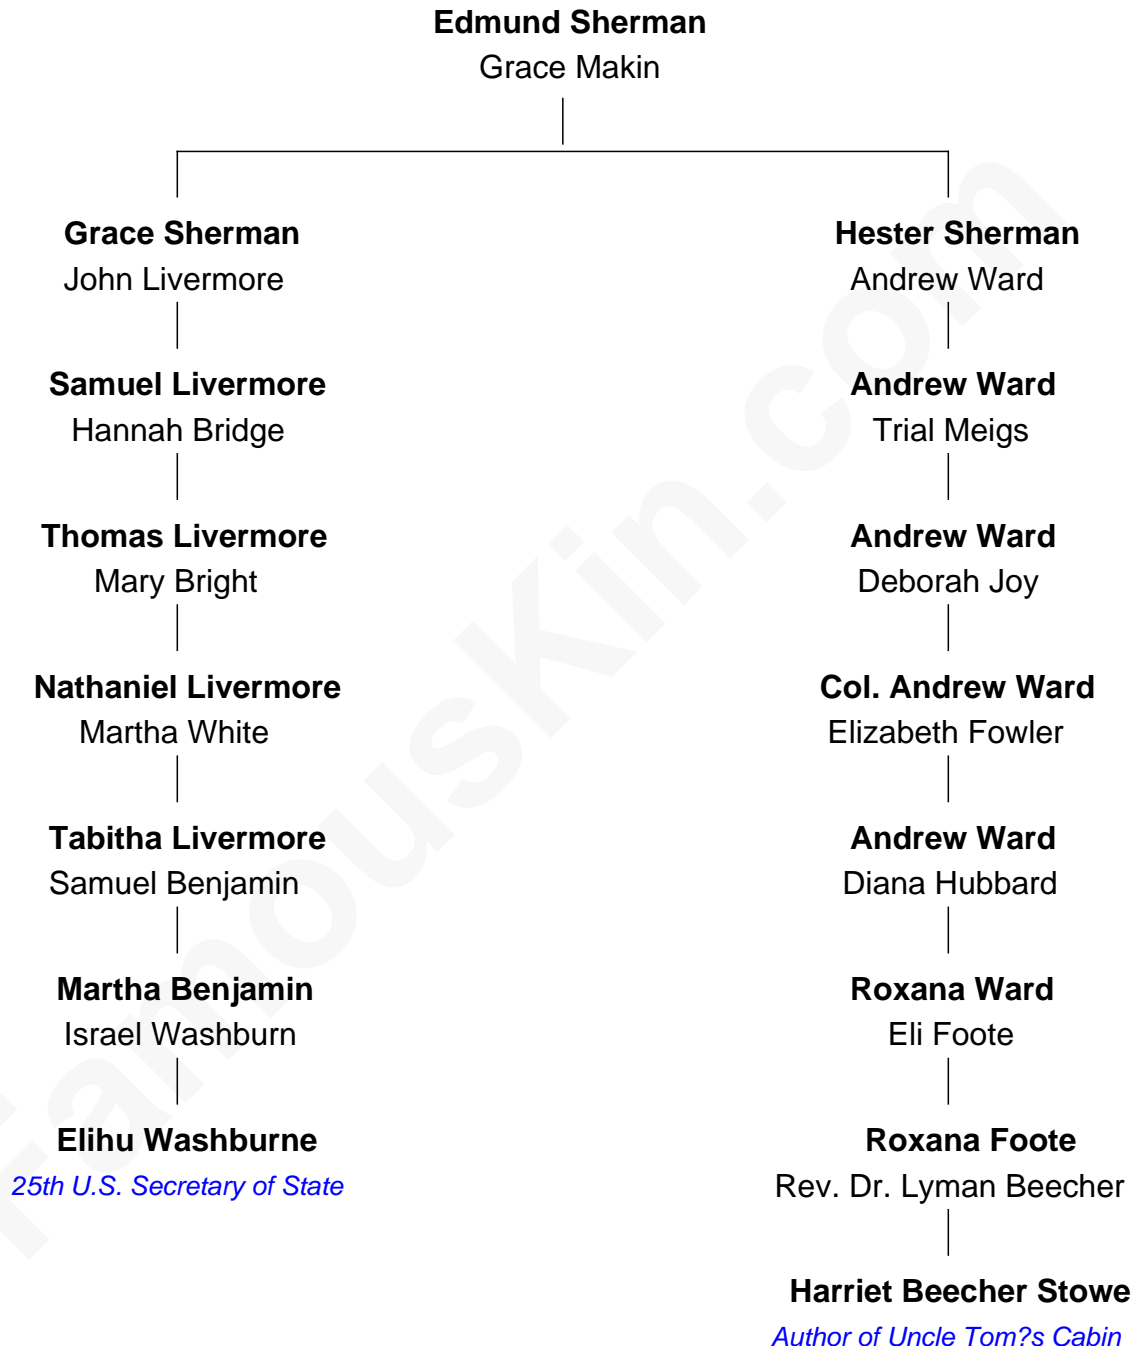 Edmund Sherman
Grace Makin
Grace Sherman
John Livermore
Samuel Livermore
Hannah Bridge
Thomas Livermore
Mary Bright
Nathaniel Livermore
Martha White
Tabitha Livermore
Samuel Benjamin
Martha Benjamin
Israel Washburn
Elihu Washburne
25th U.S. Secretary of State
Hester Sherman
Andrew Ward
Andrew Ward
Trial Meigs
Andrew Ward
Deborah Joy
Col. Andrew Ward
Elizabeth Fowler
Andrew Ward
Diana Hubbard
Roxana Ward
Eli Foote
Roxana Foote
Rev. Dr. Lyman Beecher
Harriet Beecher Stowe
Author of Uncle Tom?s Cabin
FamousKin.com